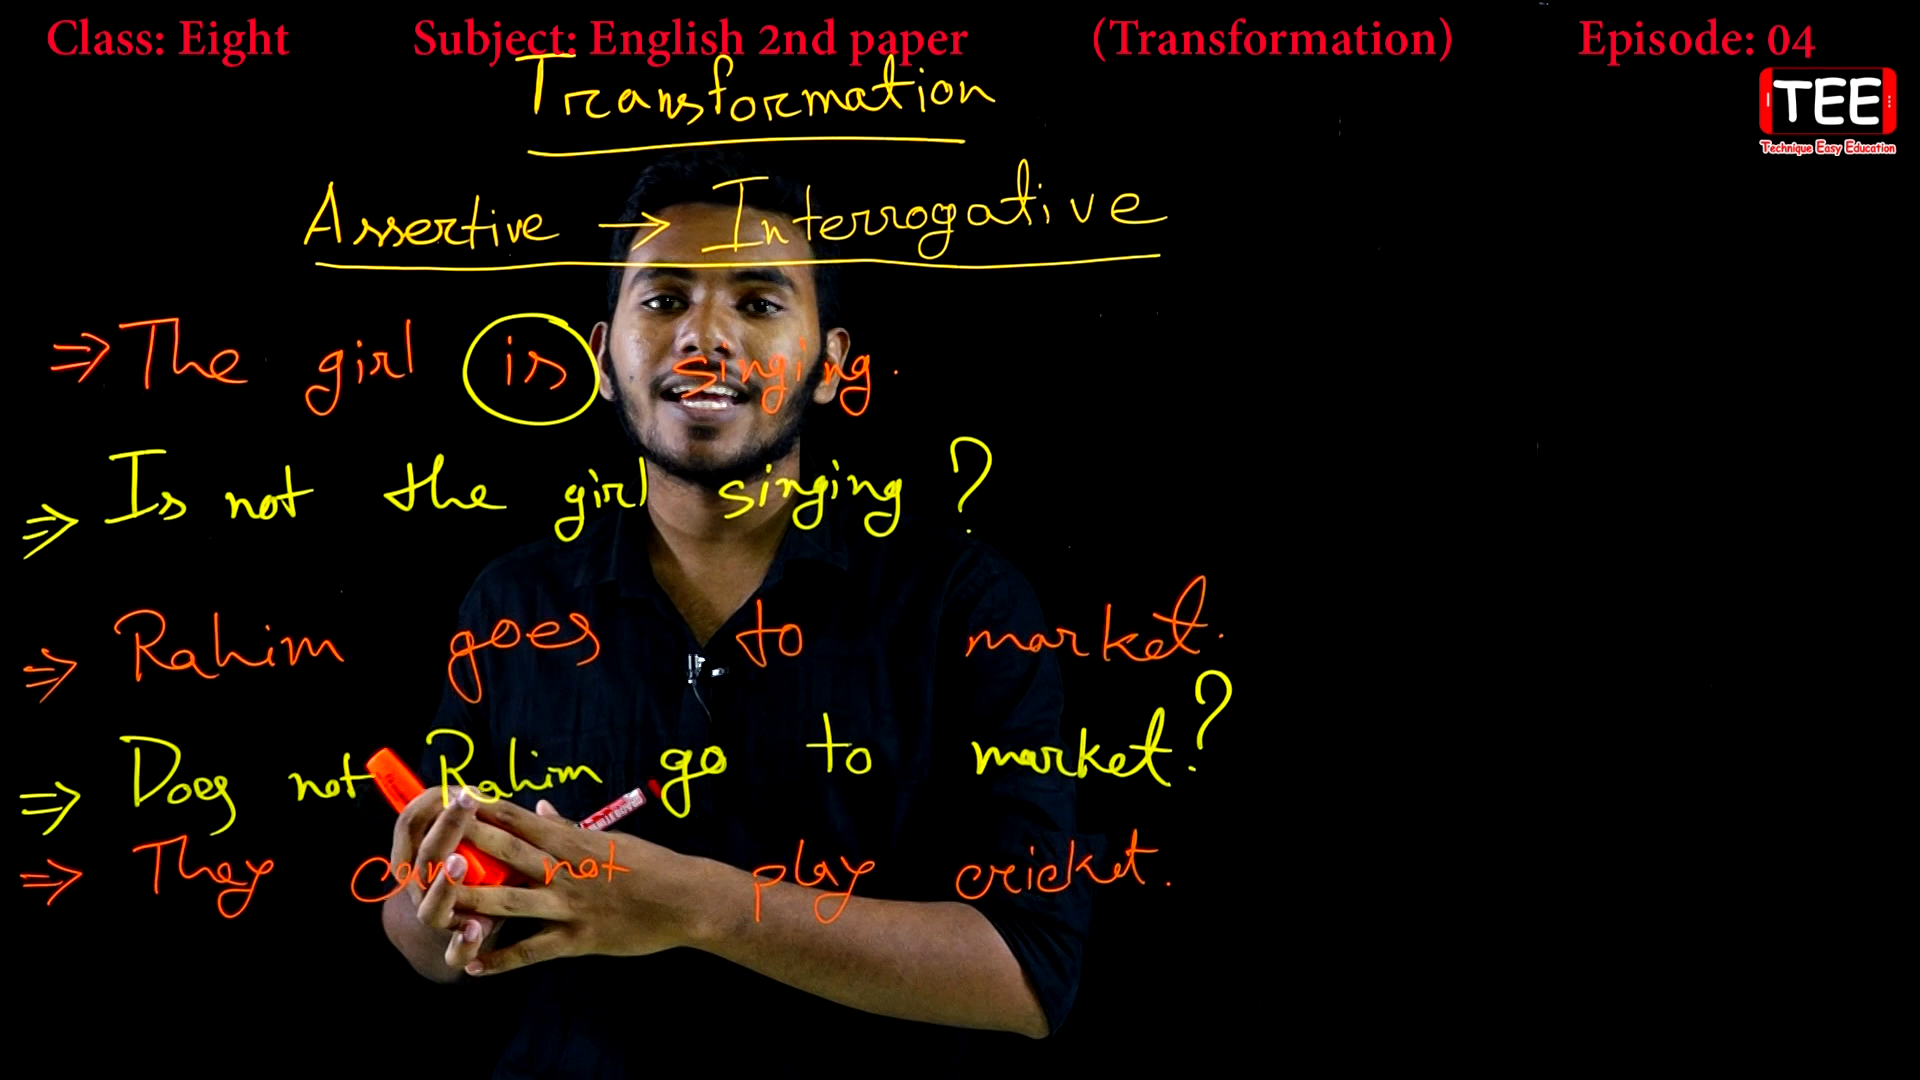 Class: Eight Subject: English 2nd paper (Transformation) Episode: 04
TEE
Technique Easy Education
Transformation
Assertive → Interrogative
⇒ The girl is singing.
⇒ Is not the girl singing ?
⇒ Rahim goes to market.
⇒ Does not Rahim go to market?
⇒ They can not play cricket.